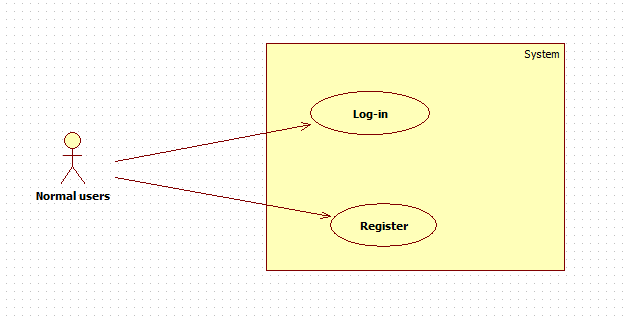 System
Log-in
Normal users
Register